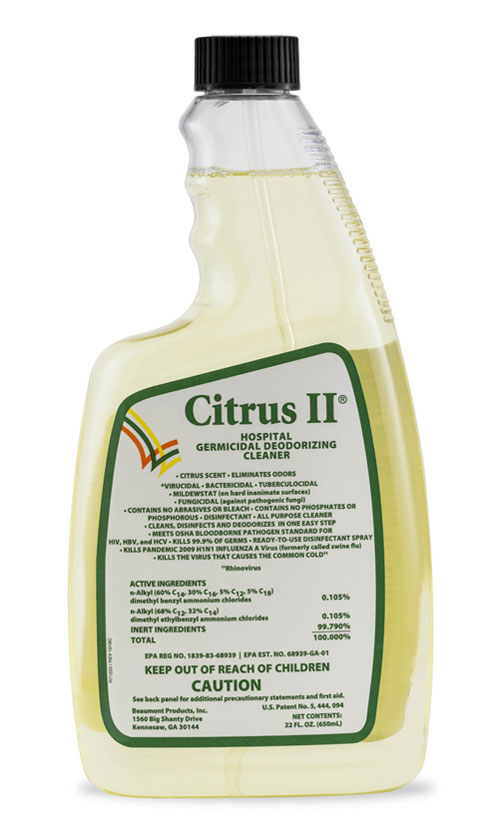 Citrus II®
HOSPITAL
GERMICIDAL DEODORIZING
CLEANER
• CITRUS SCENT • ELIMINATES ODORS
*VIRUCIDAL • BACTERICIDAL • TUBERCULOCIDAL
• MILDEWSTAT (on hard inanimate surfaces)
• FUNGICIDAL (against pathogenic fungi)
• CONTAINS NO ABRASIVES OR BLEACH • CONTAINS NO PHOSPHATES OR
PHOSPHOROUS • DISINFECTANT • ALL PURPOSE CLEANER
• CLEANS, DISINFECTS AND DEODORIZES IN ONE EASY STEP
• MEETS OSHA BLOODBORNE PATHOGEN STANDARD FOR
HIV, HBV, and HCV • KILLS 99.9% OF GERMS • READY-TO-USE DISINFECTANT SPRAY
• KILLS PANDEMIC 2009 H1N1 INFLUENZA A Virus (formerly called swine flu)
• KILLS THE VIRUS THAT CAUSES THE COMMON COLD††
††Rhinovirus
ACTIVE INGREDIENTS
n-Alkyl (60% C14, 30% C16, 5% C12, 5% C18)
dimethyl benzyl ammonium chlorides 0.105%
n-Alkyl (68% C12, 32% C14)
dimethyl ethylbenzyl ammonium chlorides 0.105%
INERT INGREDIENTS 99.790%
TOTAL 100.000%
EPA REG NO. 1839-83-68939 | EPA EST. NO. 68939-GA-01
KEEP OUT OF REACH OF CHILDREN
CAUTION
See back panel for additional precautionary statements and first aid.
Beaumont Products, Inc.
1560 Big Shanty Drive
Kennesaw, GA 30144
U.S. Patent No. 5, 444, 094
NET CONTENTS:
22 FL. OZ. (650mL)